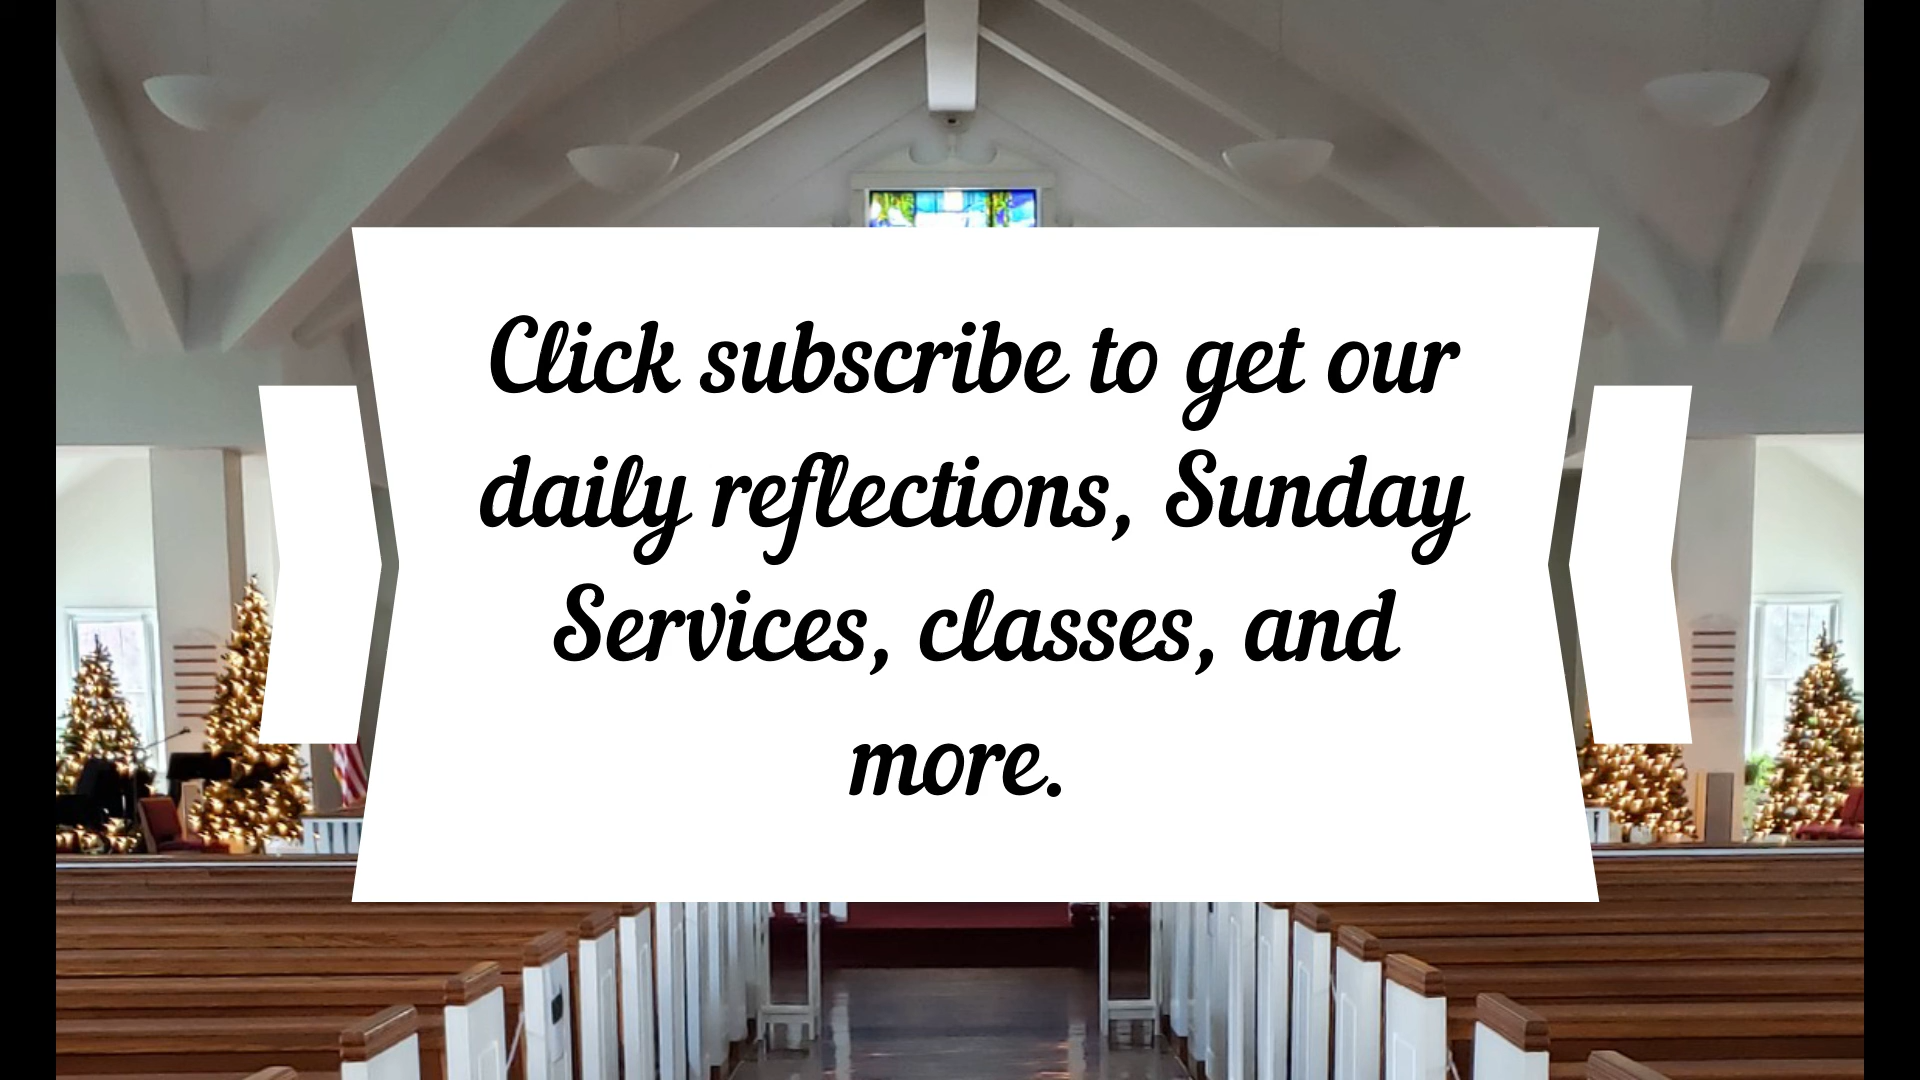 Click subscribe to get our
daily reflections, Sunday
Services, classes, and
more.